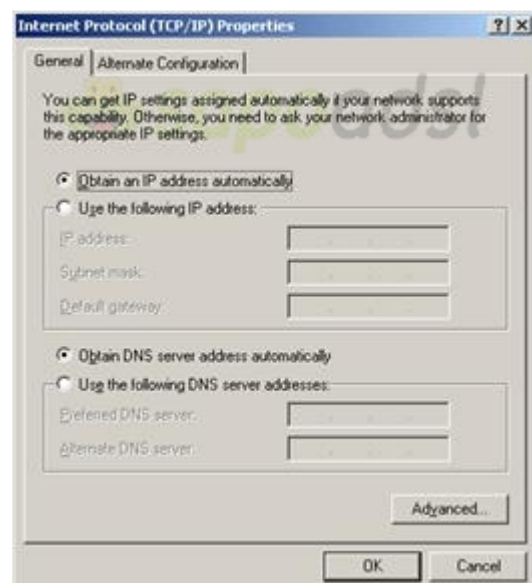 Internet Protocol (TCP/IP) Properties
General
Alternate Configuration
You can get IP settings assigned automatically if your network supports
this capability. Otherwise, you need to ask your network administrator for
the appropriate IP settings.
Obtain an IP address automatically
Use the following IP address:
IP address:
Subnet mask:
Default gateway:
Obtain DNS server address automatically
Use the following DNS server addresses:
Preferred DNS server:
Alternate DNS server:
Advanced...
OK
Cancel